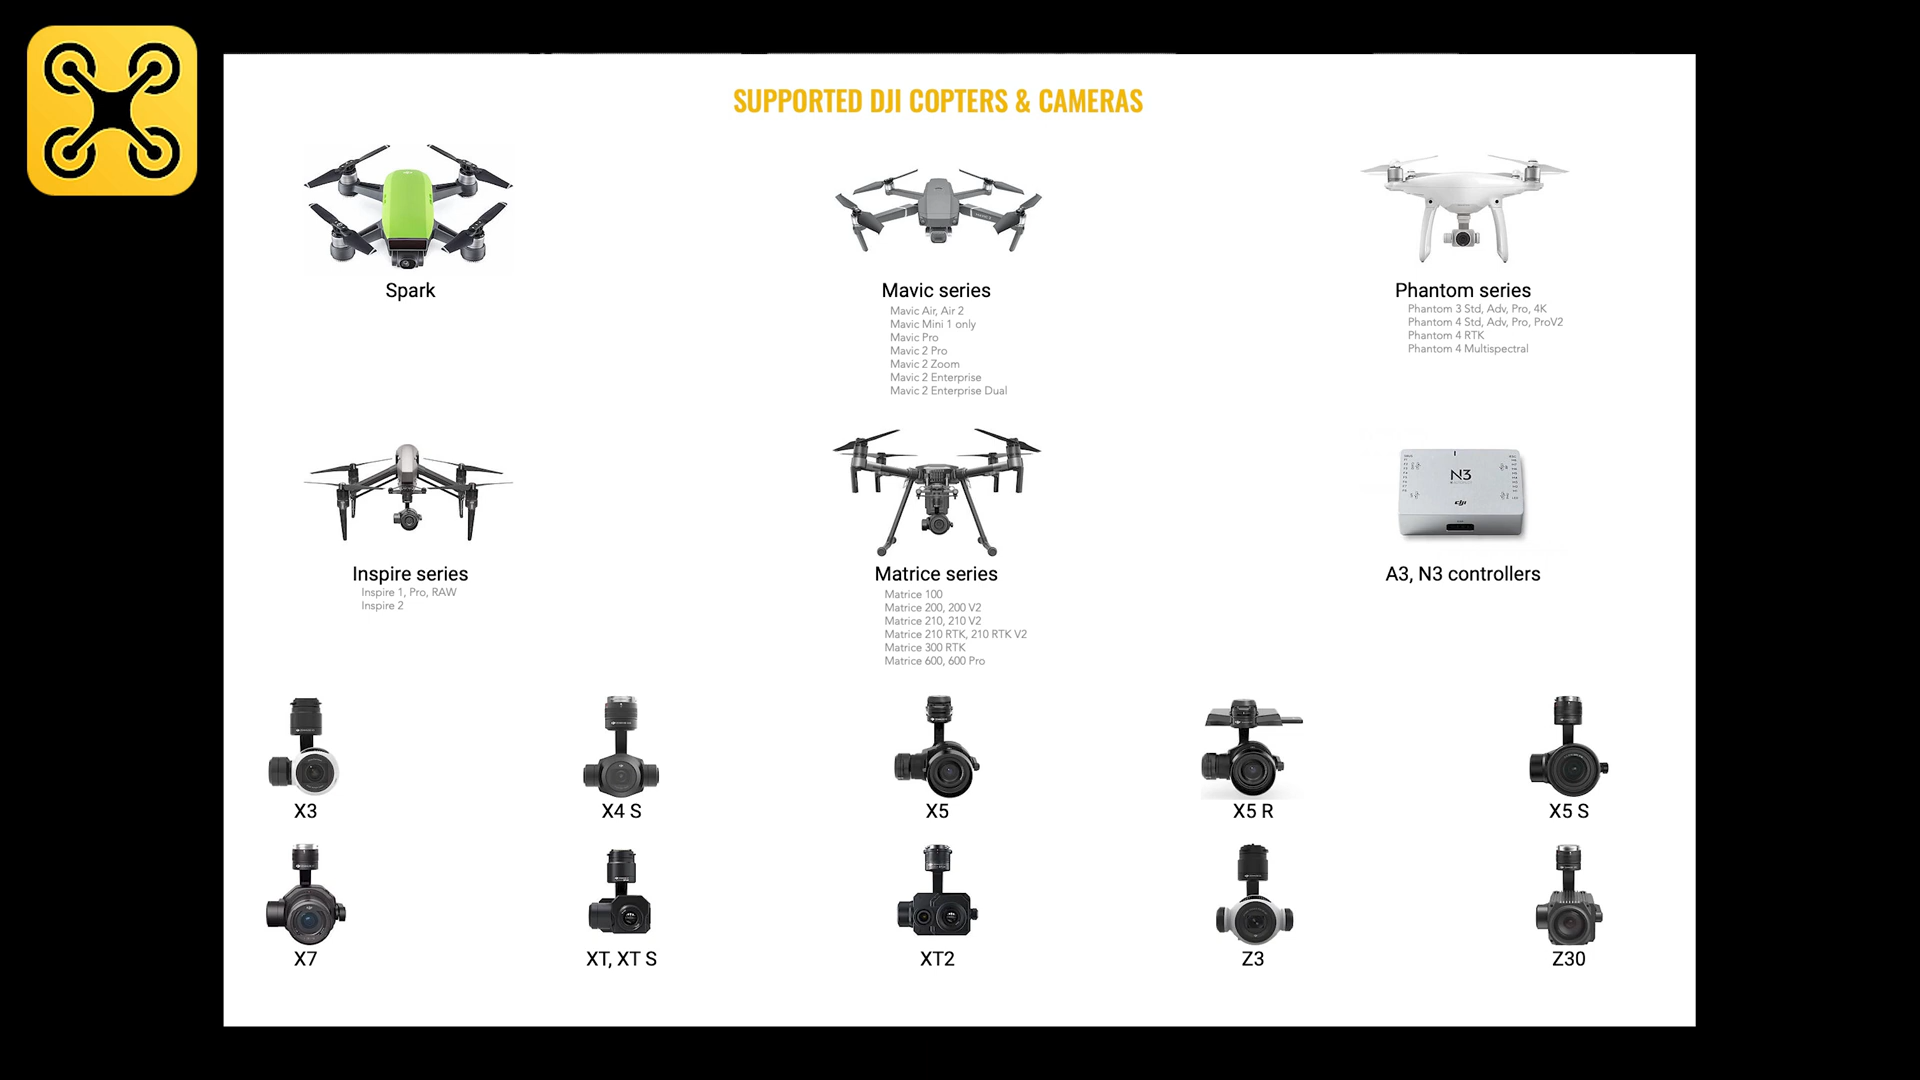 SUPPORTED DJI COPTERS & CAMERAS
Spark
Mavic series
Mavic Air, Air 2
Mavic Mini 1 only
Mavic Pro
Mavic 2 Pro
Mavic 2 Zoom
Mavic 2 Enterprise
Mavic 2 Enterprise Dual
Phantom series
Phantom 3 Std, Adv, Pro, 4K
Phantom 4 Std, Adv, Pro, ProV2
Phantom 4 RTK
Phantom 4 Multispectral
Inspire series
Inspire 1, Pro, RAW
Inspire 2
Matrice series
Matrice 100
Matrice 200, 200 V2
Matrice 210, 210 V2
Matrice 210 RTK, 210 RTK V2
Matrice 300 RTK
Matrice 600, 600 Pro
N3
dji
A3, N3 controllers
X3
X4 S
X5
X5 R
X5 S
X7
XT, XT S
XT2
Z3
Z30